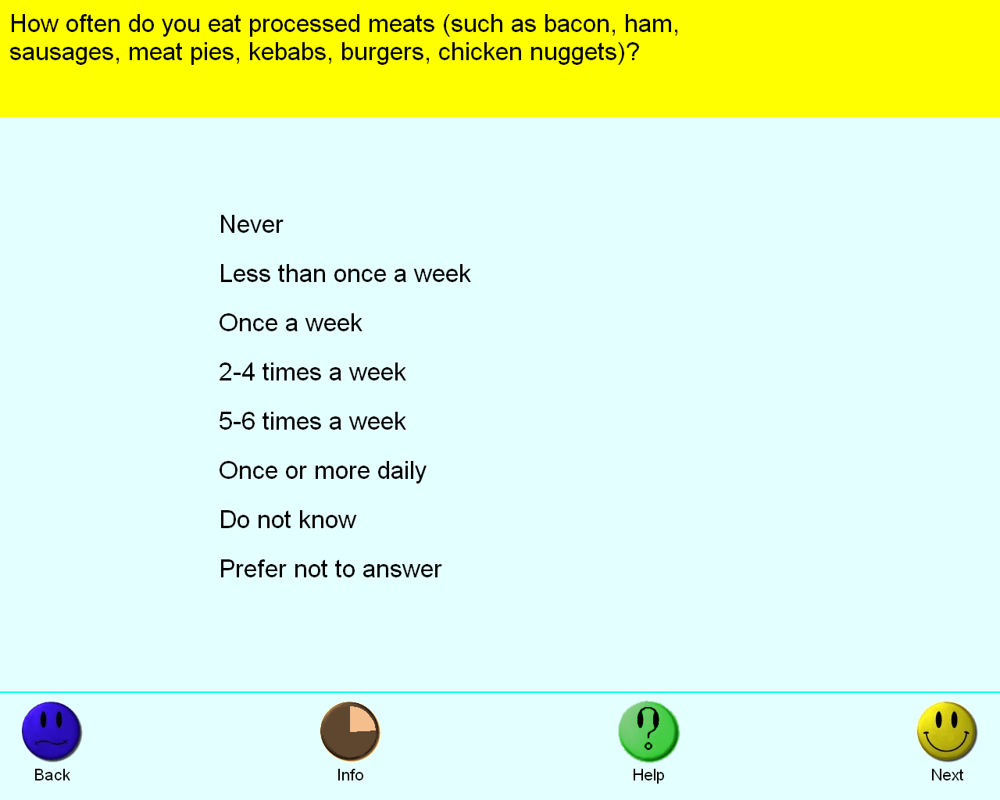 How often do you eat processed meats (such as bacon, ham,
sausages, meat pies, kebabs, burgers, chicken nuggets)?
Never
Less than once a week
Once a week
2-4 times a week
5-6 times a week
Once or more daily
Do not know
Prefer not to answer
Back
Info
Help
Next